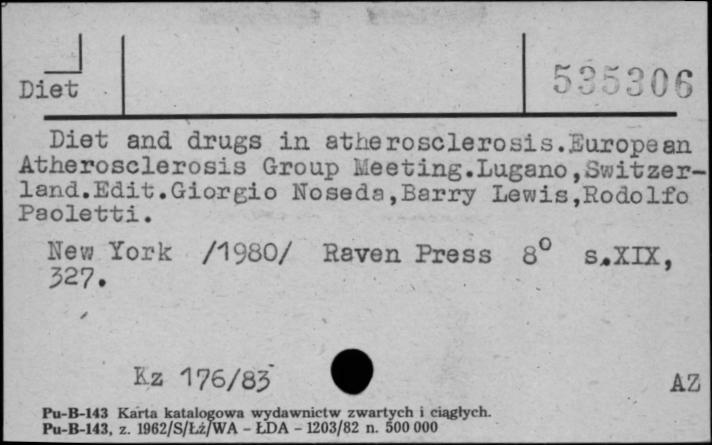 Diet
535306
Diet and drugs in atherosclerosis.European
Atherosclerosis Group Meeting.Lugano,Switzer-
land.Edit.Giorgio Noseda,Barry Lewis,Rodolfo
Paoletti.
New York /1980/ Raven Press 8° s.XIX,
327.
Kz 176/83
AZ
Pu-B-143 Karta katalogowa wydawnictw zwartych i ciągłych.
Pu-B-143, z. 1962/S/Łż/WA – ŁDA – 1203/82 n. 500 000